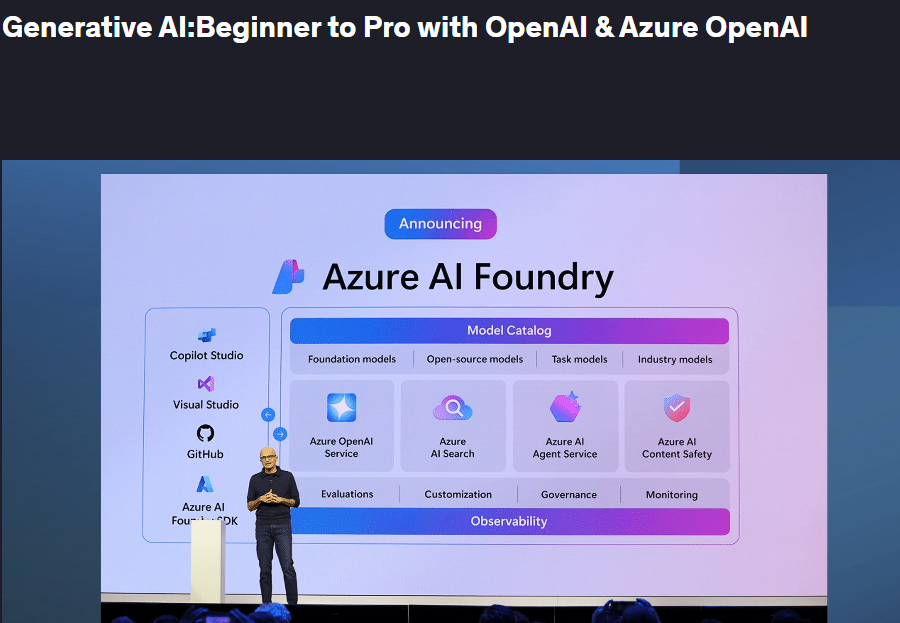 Generative AI:Beginner to Pro with OpenAI & Azure OpenAI
Announcing
Azure AI Foundry
Copilot Studio
Visual Studio
GitHub
Azure AI
SDK
Model Catalog
Foundation models
Open-source models
Task models
Industry models
Azure OpenAI
Service
Azure
AI Search
Azure AI
Agent Service
Azure AI
Content Safety
Evaluations
Customization
Governance
Monitoring
Observability